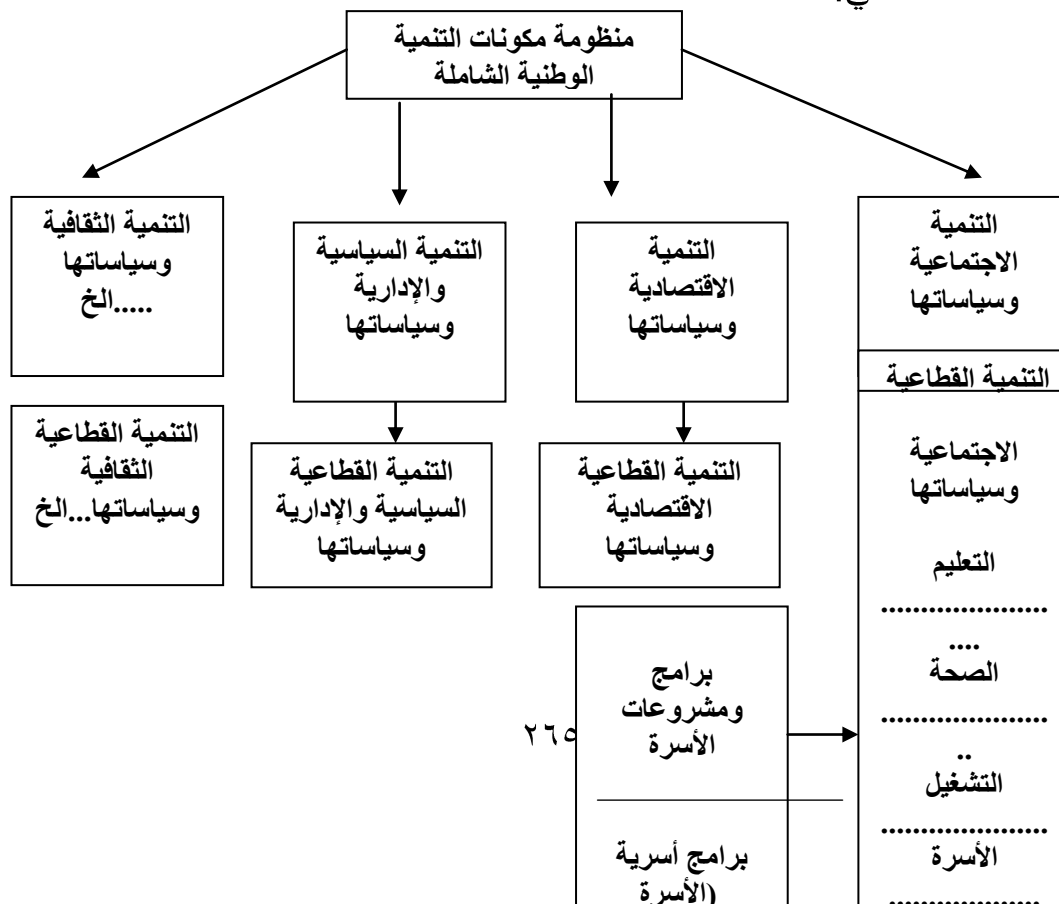 في:
منظومة مكونات التنمية
الوطنية الشاملة
التنمية
الاجتماعية
وسياساتها
التنمية
الاقتصادية
وسياساتها
التنمية السياسية
والإدارية
وسياساتها
التنمية الثقافية
وسياساتها
.....الخ
التنمية القطاعية
الاجتماعية
وسياساتها
التعليم
......................
....
الصحة
......................
..
التشغيل
......................
الأسرة
....................
التنمية القطاعية
الاقتصادية
وسياساتها
التنمية القطاعية
السياسية والإدارية
وسياساتها
التنمية القطاعية
الثقافية
وسياساتها...الخ
برامج
ومشروعات
الأسرة
برامج أسرية
(الأسرة
٢٦٥